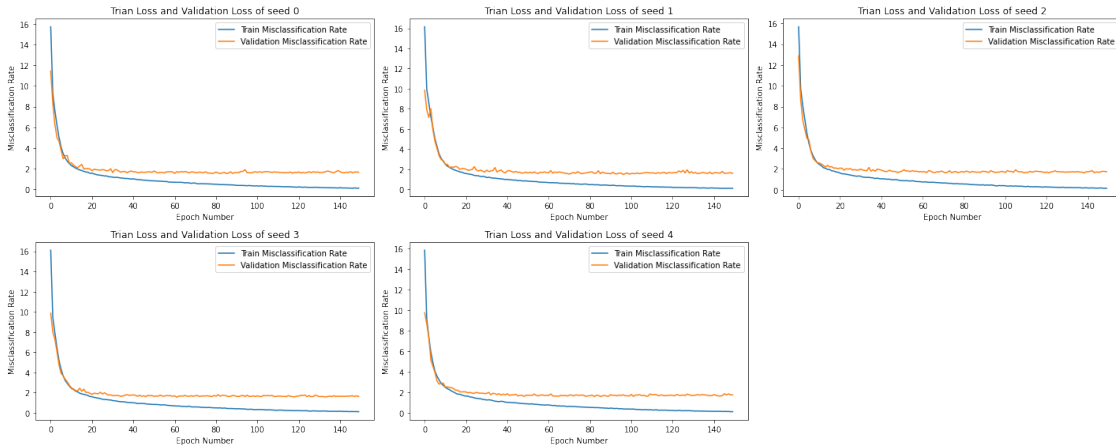 Trian Loss and Validation Loss of seed 0
Train Misclassification Rate
Validation Misclassification Rate
Misclassification Rate
16
14
12
10
8
6
4
2
0
0 20 40 60 80 100 120 140
Epoch Number
Trian Loss and Validation Loss of seed 1
Train Misclassification Rate
Validation Misclassification Rate
Misclassification Rate
16
14
12
10
8
6
4
2
0
0 20 40 60 80 100 120 140
Epoch Number
Trian Loss and Validation Loss of seed 2
Train Misclassification Rate
Validation Misclassification Rate
Misclassification Rate
16
14
12
10
8
6
4
2
0
0 20 40 60 80 100 120 140
Epoch Number
Trian Loss and Validation Loss of seed 3
Train Misclassification Rate
Validation Misclassification Rate
Misclassification Rate
16
14
12
10
8
6
4
2
0
0 20 40 60 80 100 120 140
Epoch Number
Trian Loss and Validation Loss of seed 4
Train Misclassification Rate
Validation Misclassification Rate
Misclassification Rate
16
14
12
10
8
6
4
2
0
0 20 40 60 80 100 120 140
Epoch Number